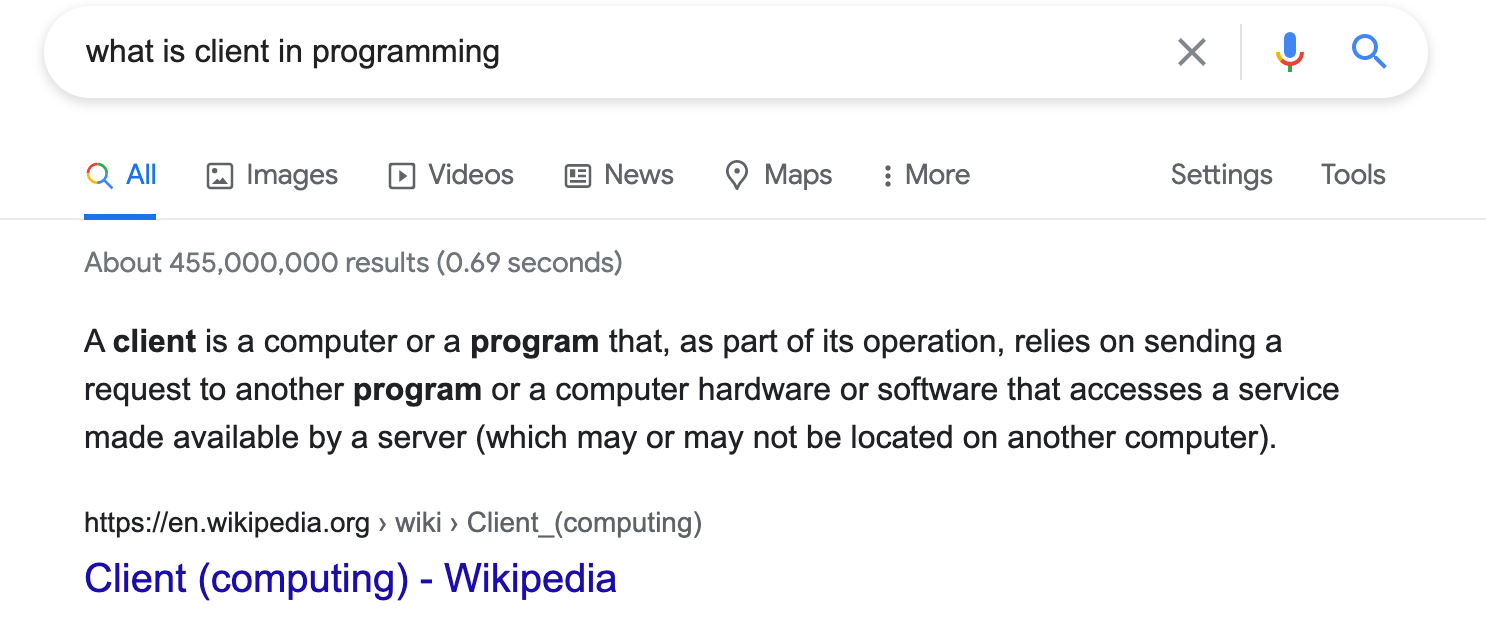 what is client in programming
All Images Videos News Maps More Settings Tools
About 455,000,000 results (0.69 seconds)
A client is a computer or a program that, as part of its operation, relies on sending a
request to another program or a computer hardware or software that accesses a service
made available by a server (which may or may not be located on another computer).
https://en.wikipedia.org › wiki › Client_(computing)
Client (computing) - Wikipedia